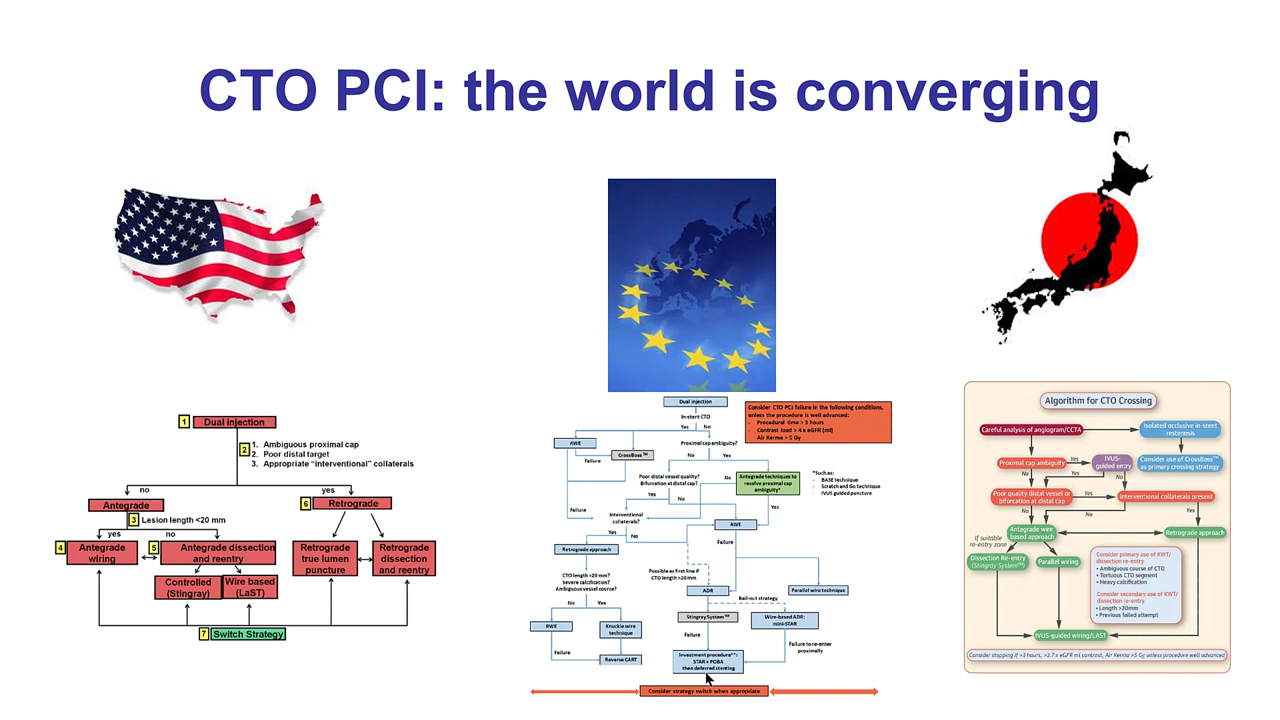 CTO PCI: the world is converging
1
Dual injection
2
1. Ambiguous proximal cap
2. Poor distal target
3. Appropriate "interventional" collaterals
no
yes
Antegrade
6
Retrograde
3
Lesion length <20 mm
yes
no
4
Antegrade
wiring
5
Antegrade dissection
and reentry
Retrograde
true lumen
puncture
Retrograde
dissection
and reentry
Controlled
(Stingray)
Wire based
(LaST)
7
Switch Strategy
Dual injection
Consider CTO PCI failure in the following conditions,
unless the procedure is well advanced:
- Precedural time > 3 hours
- Contrast load > 4 x eGFR (ml)
- Air Kerma > 5 Gy
In-stent CTO
Yes
No
AWE
CrossBoss™
Failure
Proximal cap ambiguity?
No
Yes
Poor distal vessel quality?
Bifurcation at distal cap?
No
Antegrade techniques to
resolve proximal cap
ambiguity*
*Such as:
- BASE technique
- Scratch and Go technique
- IVUS guided puncture
Yes
No
Failure
Interventional
collaterals?
No
Yes
Yes
No
AWE
Retrograde approach
Failure
CTO length >20 mm?
Severe calcification?
Ambiguous vessel course?
Possible as first line if
CTO length >20 mm
No
Yes
ADR
Parallel wire technique
Bail-out strategy
Stingray System™
Wire-based ADR:
mini-STAR
RWE
Knuckle wire
technique
Failure
Failure to re-enter
proximally
Failure
Reverse CART
Investment procedure**:
STAR + POBA
then deferred stenting
Consider strategy switch when appropriate
Algorithm for CTO Crossing
Careful analysis of angiogram/CCTA
Isolated occlusive in-stent
restenosis
Proximal cap ambiguity
Yes
IVUS-
guided entry
Consider use of CrossBoss™
as primary crossing strategy
No
Yes
No
Poor quality distal vessel or
bifurcation at distal cap
Yes
Interventional collaterals present
No
No
Yes
Antegrade wire
based approach
Retrograde approach
if suitable
re-entry zone
Dissection Re-entry
(Stingray System™)
Parallel wiring
Consider primary use of KWT/
dissection re-entry
• Ambiguous course of CTO
• Tortuous CTO segment
• Heavy calcification
Consider secondary use of KWT/
dissection re-entry
• Length >20mm
• Previous failed attempt
IVUS-guided wiring/LAST
Consider stopping if >3 hours, >3.7 x eGFR ml contrast, Air Kerma >5 Gy unless procedure well advanced